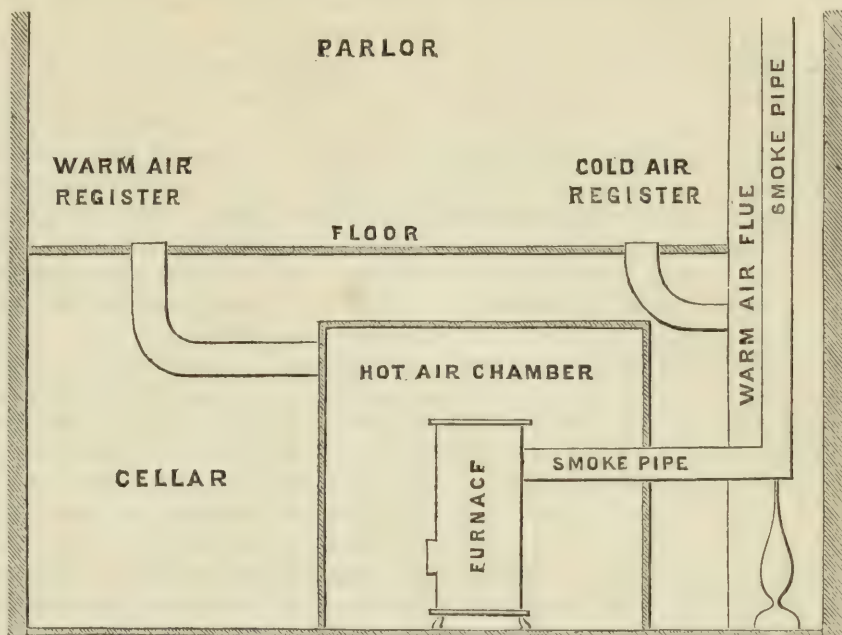 PARLOR
WARM AIR
REGISTER
COLD AIR
REGISTER
FLOOR
SMOKE PIPE
WARM AIR FLUE
HOT AIR CHAMBER
CELLAR
FURNACE
SMOKE PIPE